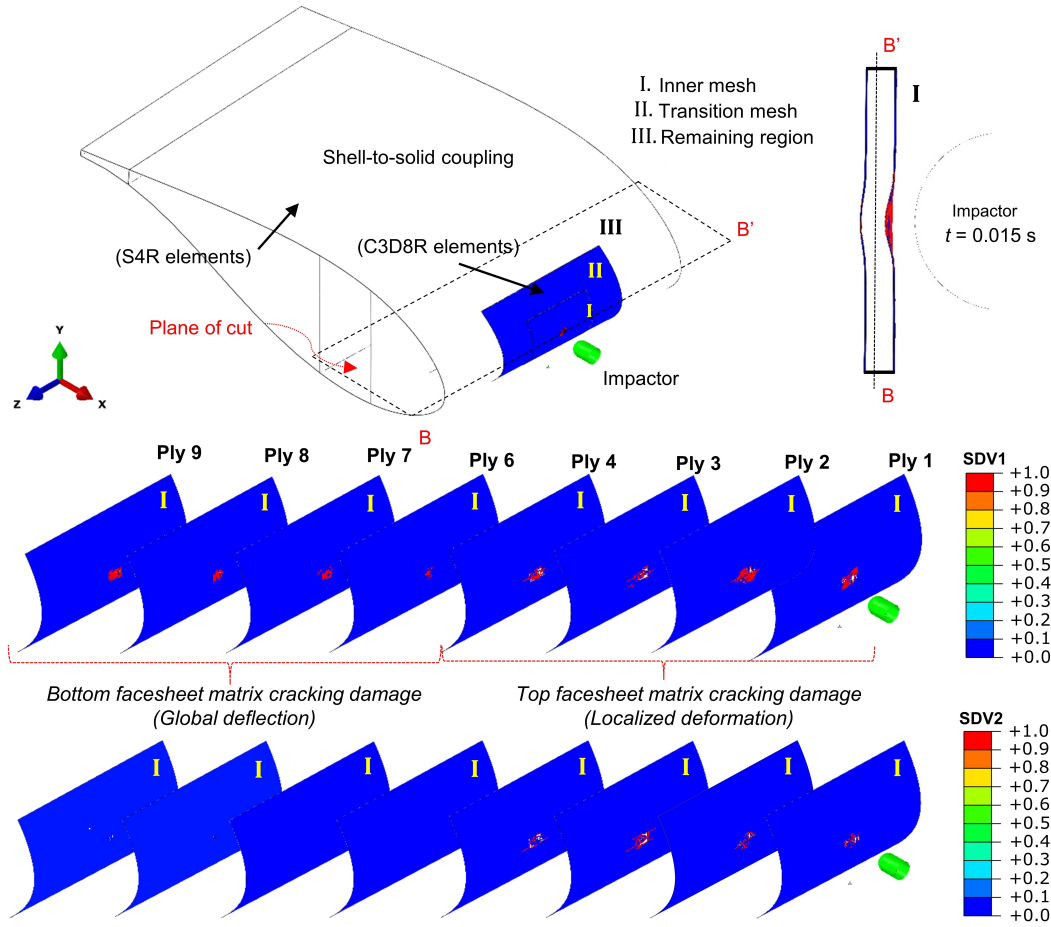 I. Inner mesh
II. Transition mesh
III. Remaining region
B’
I
Shell-to-solid coupling
Impactor
t = 0.015 s
B’
III
(S4R elements)
(C3D8R elements)
II
I
Plane of cut
Impactor
Y
Z
X
B
B
Ply 9
Ply 8
Ply 7
Ply 6
Ply 4
Ply 3
Ply 2
Ply 1
SDV1
I
I
I
I
I
I
I
I
+1.0
+0.9
+0.8
+0.7
+0.6
+0.5
+0.4
+0.3
+0.2
+0.1
+0.0
Bottom facesheet matrix cracking damage
(Global deflection)
Top facesheet matrix cracking damage
(Localized deformation)
SDV2
I
I
I
I
I
I
I
I
+1.0
+0.9
+0.8
+0.7
+0.6
+0.5
+0.4
+0.3
+0.2
+0.1
+0.0